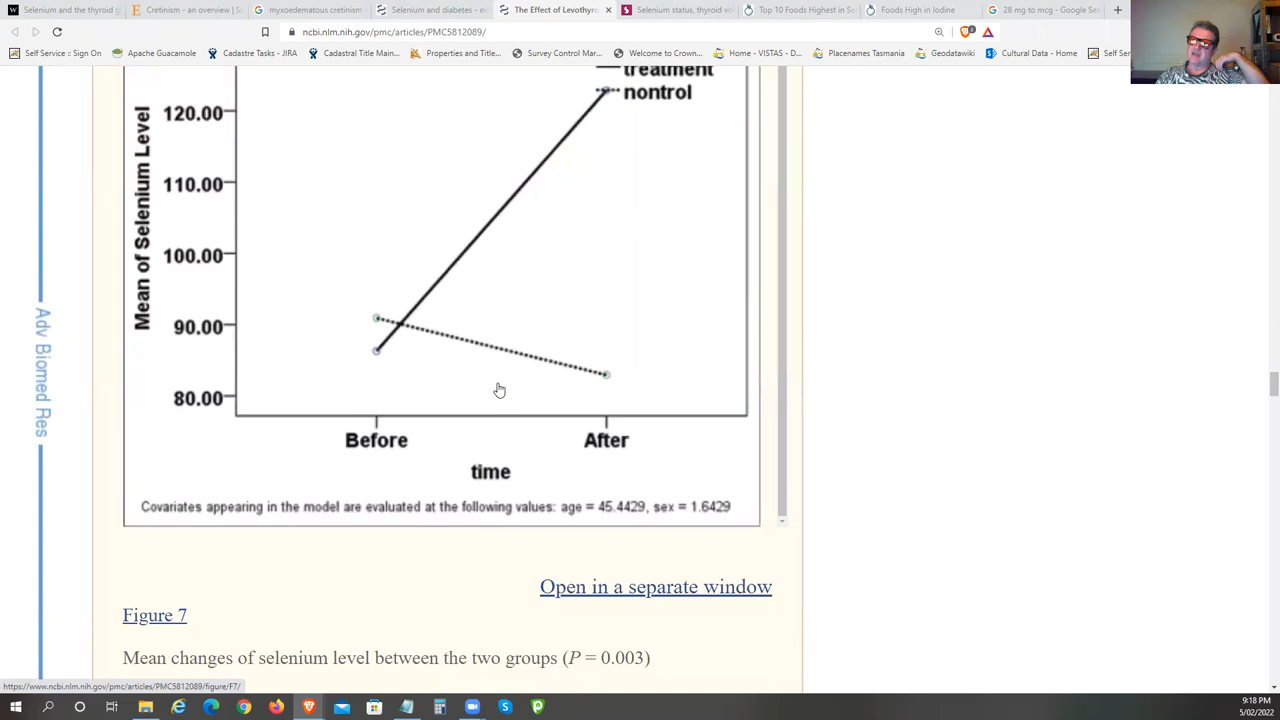 Selenium and the thyroid g
Cretinism - an overview | S
myxoedematous cretinism
Selenium and diabetes - ev
The Effect of Levothyro
Selenium status, thyroid vo
Top 10 Foods Highest in Se
Foods High in Iodine
28 mg to mcg - Google Sea
ncbi.nlm.nih.gov/pmc/articles/PMC5812089/
Self Service :: Sign On
Apache Guacamole
Cadastre Tasks - JIRA
Cadastral Title Main...
Properties and Title...
Survey Control Mar...
Welcome to Crown...
Home - VISTAS - D...
Placenames Tasmania
Geodatawiki
Cultural Data - Home
Self Serv
treatment
nontrol
120.00
110.00
100.00
90.00
80.00
Mean of Selenium Level
Before
After
time
Covariates appearing in the model are evaluated at the following values: age = 45.4429, sex = 1.6429
Adv Biomed Res
Open in a separate window
Figure 7
Mean changes of selenium level between the two groups (P = 0.003)
https://www.ncbi.nlm.nih.gov/pmc/articles/PMC5812089/figure/F7/
9:18 PM
5/02/2022